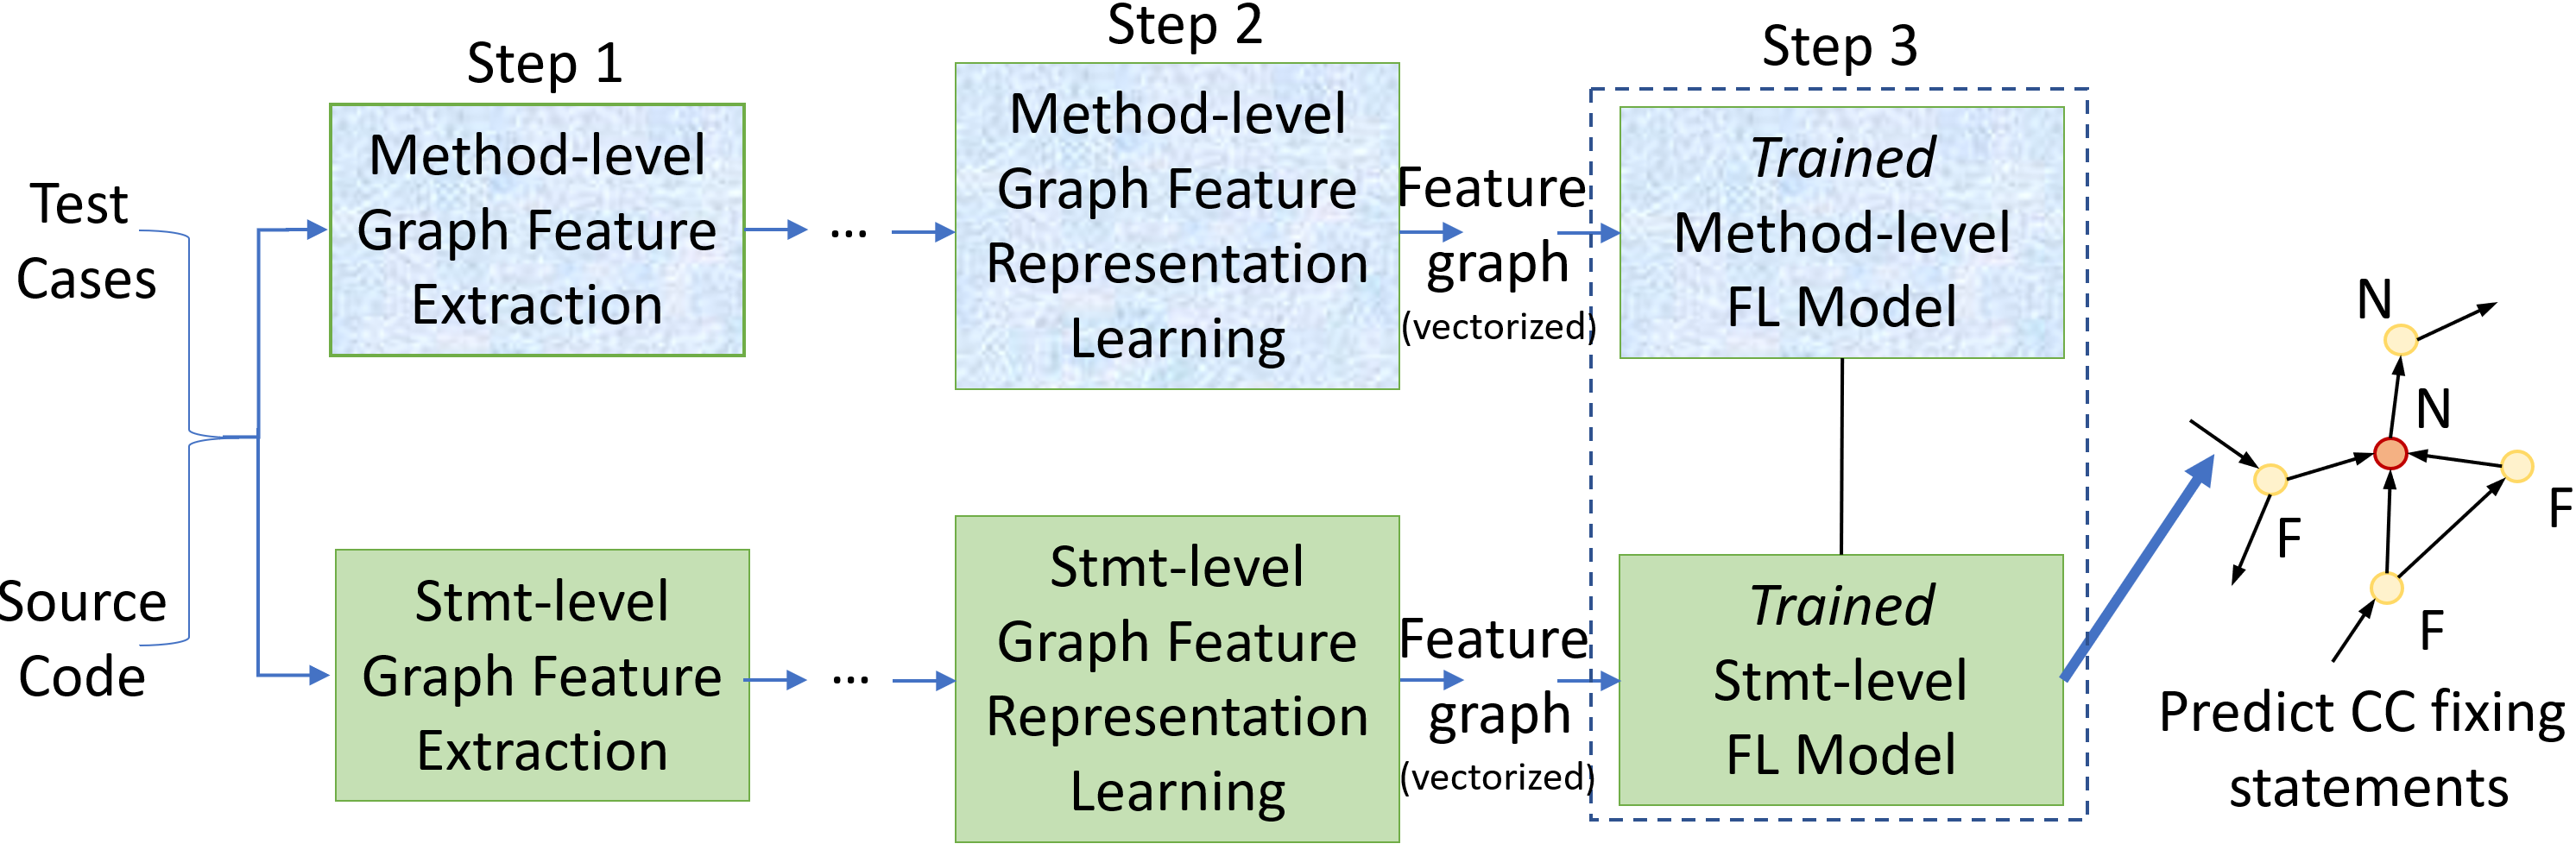 Step 1
Step 2
Step 3
Test
Cases
Source
Code
Method-level
Graph Feature
Extraction
...
Method-level
Graph Feature
Representation
Learning
Feature
graph
(vectorized)
Trained
Method-level
FL Model
Stmt-level
Graph Feature
Extraction
...
Stmt-level
Graph Feature
Representation
Learning
Feature
graph
(vectorized)
Trained
Stmt-level
FL Model
N
N
F
F
F
Predict CC fixing
statements